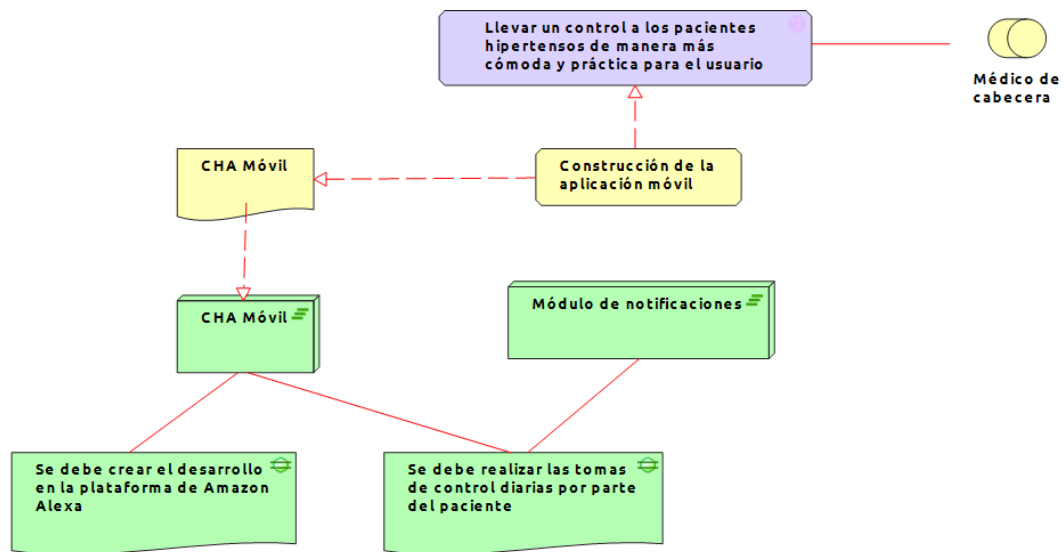 Llevar un control a los pacientes
hipertensos de manera más
cómoda y práctica para el usuario
Médico de
cabecera
CHA Móvil
Construcción de la
aplicación móvil
CHA Móvil
Módulo de notificaciones
Se debe crear el desarrollo
en la plataforma de Amazon
Alexa
Se debe realizar las tomas
de control diarias por parte
del paciente